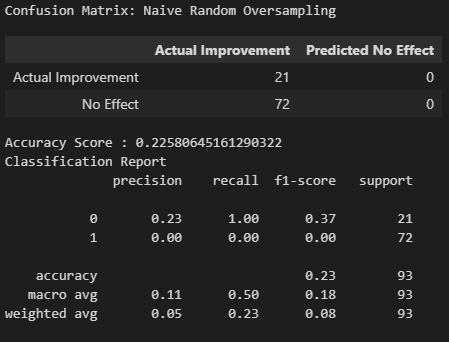 Confusion Matrix: Naive Random Oversampling
Actual Improvement Predicted No Effect
Actual Improvement 21 0
No Effect 72 0
Accuracy Score : 0.22580645161290322
Classification Report
precision recall f1-score support
0 0.23 1.00 0.37 21
1 0.00 0.00 0.00 72
accuracy 0.23 93
macro avg 0.11 0.50 0.18 93
weighted avg 0.05 0.23 0.08 93